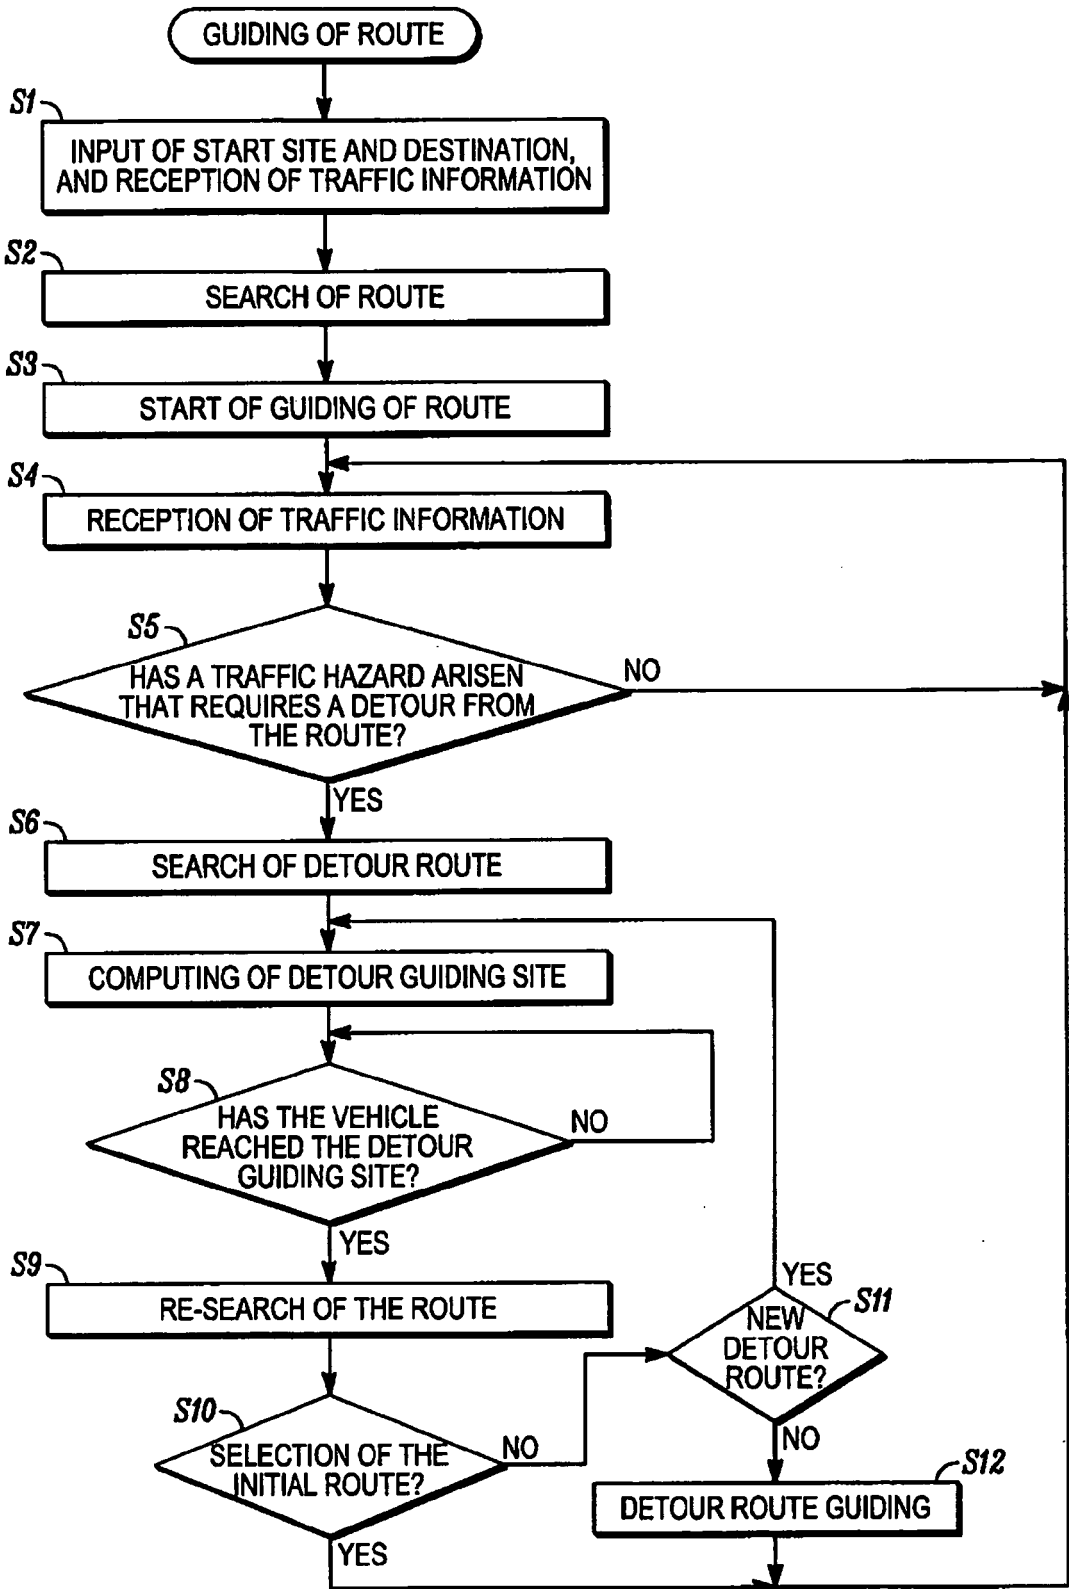 GUIDING OF ROUTE
S1
INPUT OF START SITE AND DESTINATION,
AND RECEPTION OF TRAFFIC INFORMATION
S2
SEARCH OF ROUTE
S3
START OF GUIDING OF ROUTE
S4
RECEPTION OF TRAFFIC INFORMATION
S5
HAS A TRAFFIC HAZARD ARISEN
THAT REQUIRES A DETOUR FROM
THE ROUTE?
NO
YES
S6
SEARCH OF DETOUR ROUTE
S7
COMPUTING OF DETOUR GUIDING SITE
S8
HAS THE VEHICLE
REACHED THE DETOUR
GUIDING SITE?
NO
YES
S9
RE-SEARCH OF THE ROUTE
YES
S11
NEW
DETOUR
ROUTE?
NO
S10
SELECTION OF THE
INITIAL ROUTE?
NO
YES
S12
DETOUR ROUTE GUIDING